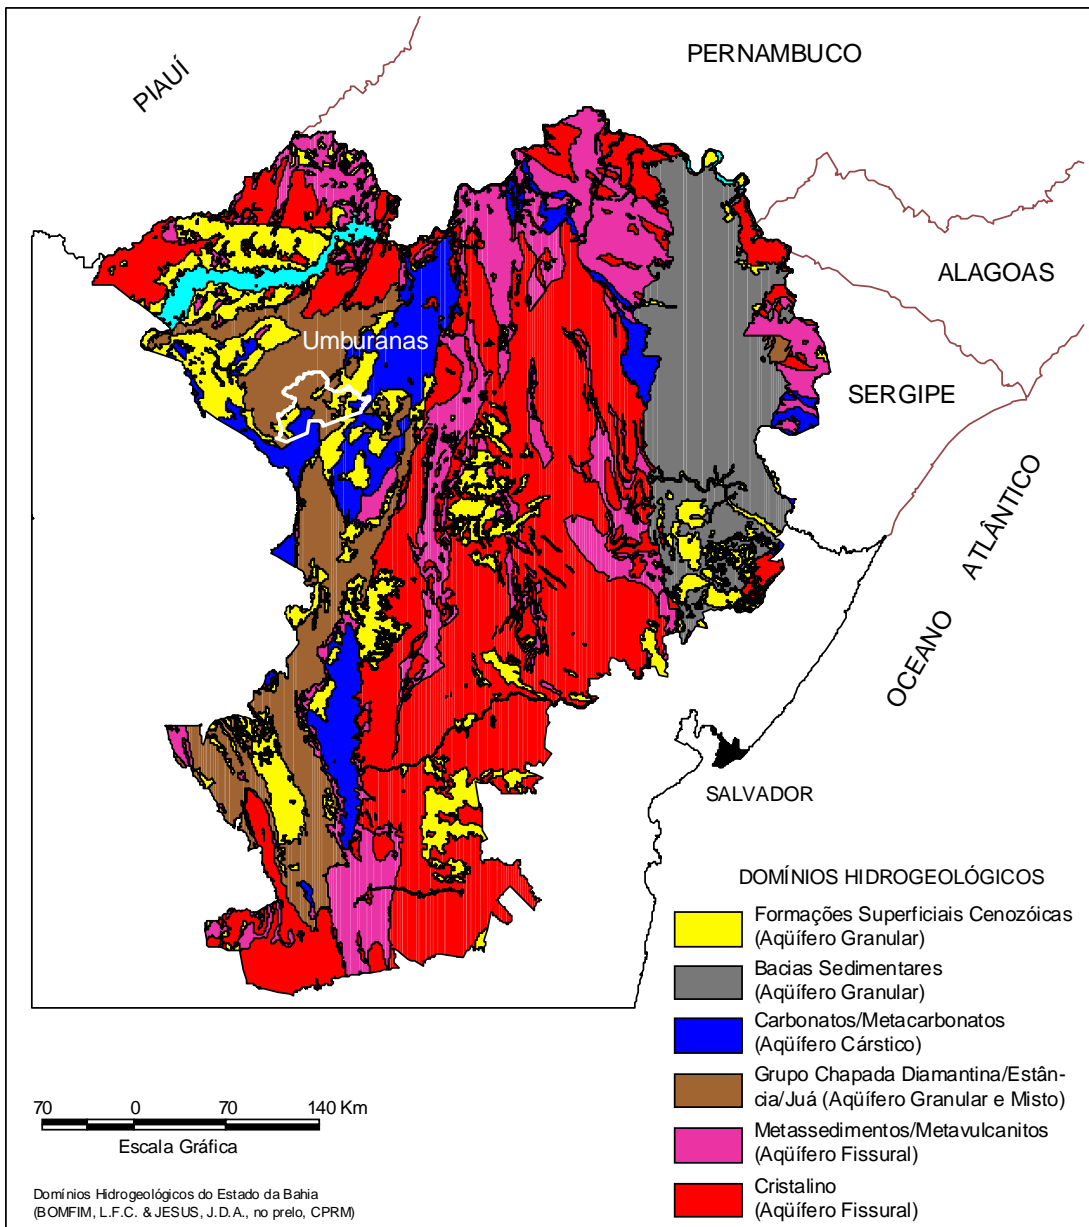 PIAUÍ
PERNAMBUCO
ALAGOAS
Umburanas
SERGIPE
OCEANO ATLÂNTICO
SALVADOR
DOMÍNIOS HIDROGEOLÓGICOS
Formações Superficiais Cenozóicas
(Aqüífero Granular)
Bacias Sedimentares
(Aqüífero Granular)
Carbonatos/Metacarbonatos
(Aqüífero Cárstico)
Grupo Chapada Diamantina/Estân-
cia/Juá (Aqüífero Granular e Misto)
Metassedimentos/Metavulcanitos
(Aqüífero Fissural)
Cristalino
(Aqüífero Fissural)
70 0 70 140 Km
Escala Gráfica
Domínios Hidrogeológicos do Estado da Bahia
(BOMFIM, L.F.C. & JESUS, J.D.A., no prelo, CPRM)